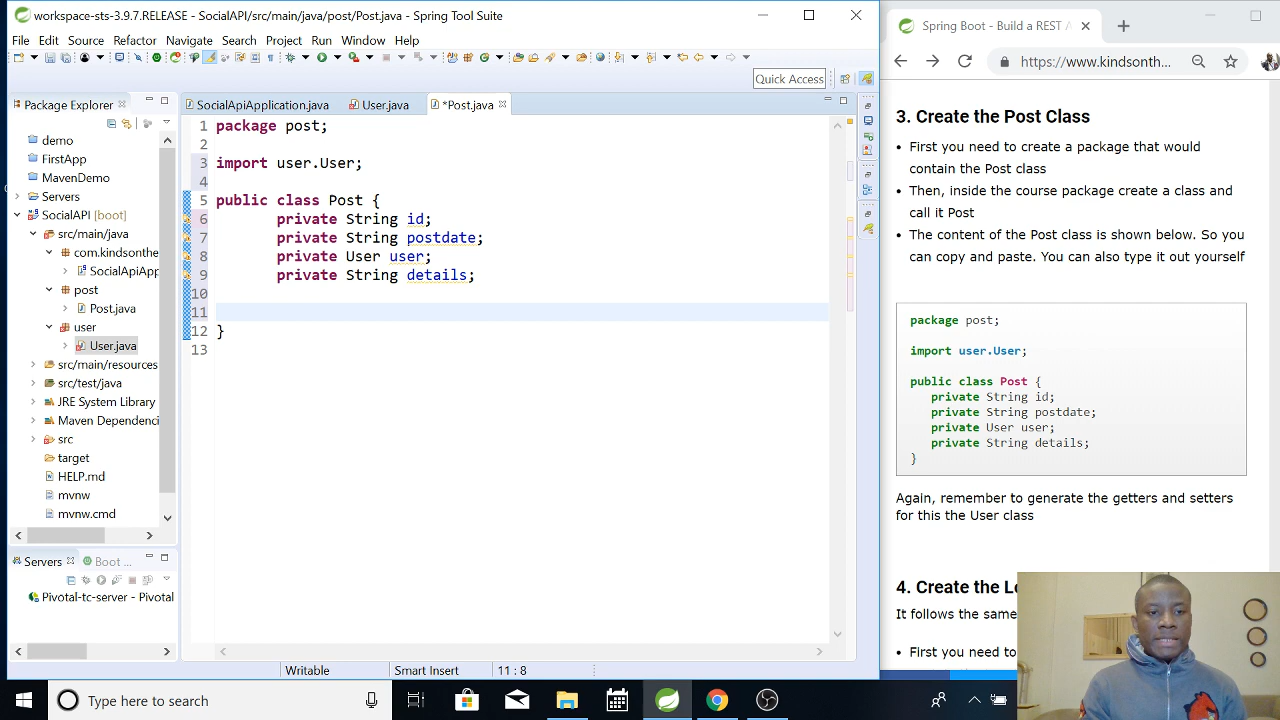 workspace-sts-3.9.7.RELEASE - SocialAPI/src/main/java/post/Post.java - Spring Tool Suite
File Edit Source Refactor Navigate Search Project Run Window Help
Quick Access
Package Explorer
demo
FirstApp
MavenDemo
Servers
SocialAPI [boot]
src/main/java
com.kindsonthe
SocialApiApp
post
Post.java
user
User.java
src/main/resources
src/test/java
JRE System Library
Maven Dependenci
src
target
HELP.md
mvnw
mvnw.cmd
Servers Boot ...
Pivotal-tc-server - Pivotal
SocialApiApplication.java User.java *Post.java
1 package post;
2
3 import user.User;
4
5 public class Post {
6 private String id;
7 private String postdate;
8 private User user;
9 private String details;
10
11
12 }
13
Writable Smart Insert 11 : 8
Spring Boot - Build a REST A
https://www.kindsonth...
3. Create the Post Class
• First you need to create a package that would
contain the Post class
• Then, inside the course package create a class and
call it Post
• The content of the Post class is shown below. So you
can copy and paste. You can also type it out yourself
package post;
import user.User;
public class Post {
private String id;
private String postdate;
private User user;
private String details;
}
Again, remember to generate the getters and setters
for this the User class
4. Create the Lo
It follows the same
• First you need to
Type here to search